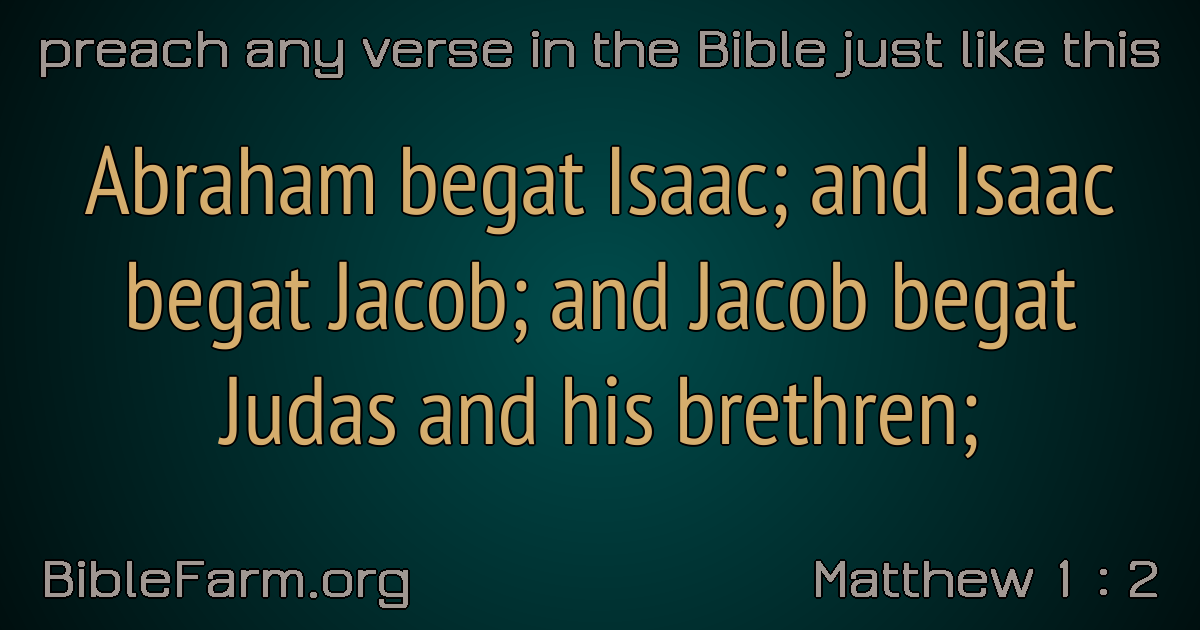 preach any verse in the Bible just like this
Abraham begat Isaac; and Isaac
begat Jacob; and Jacob begat
Judas and his brethren;
BibleFarm.org
Matthew 1 : 2